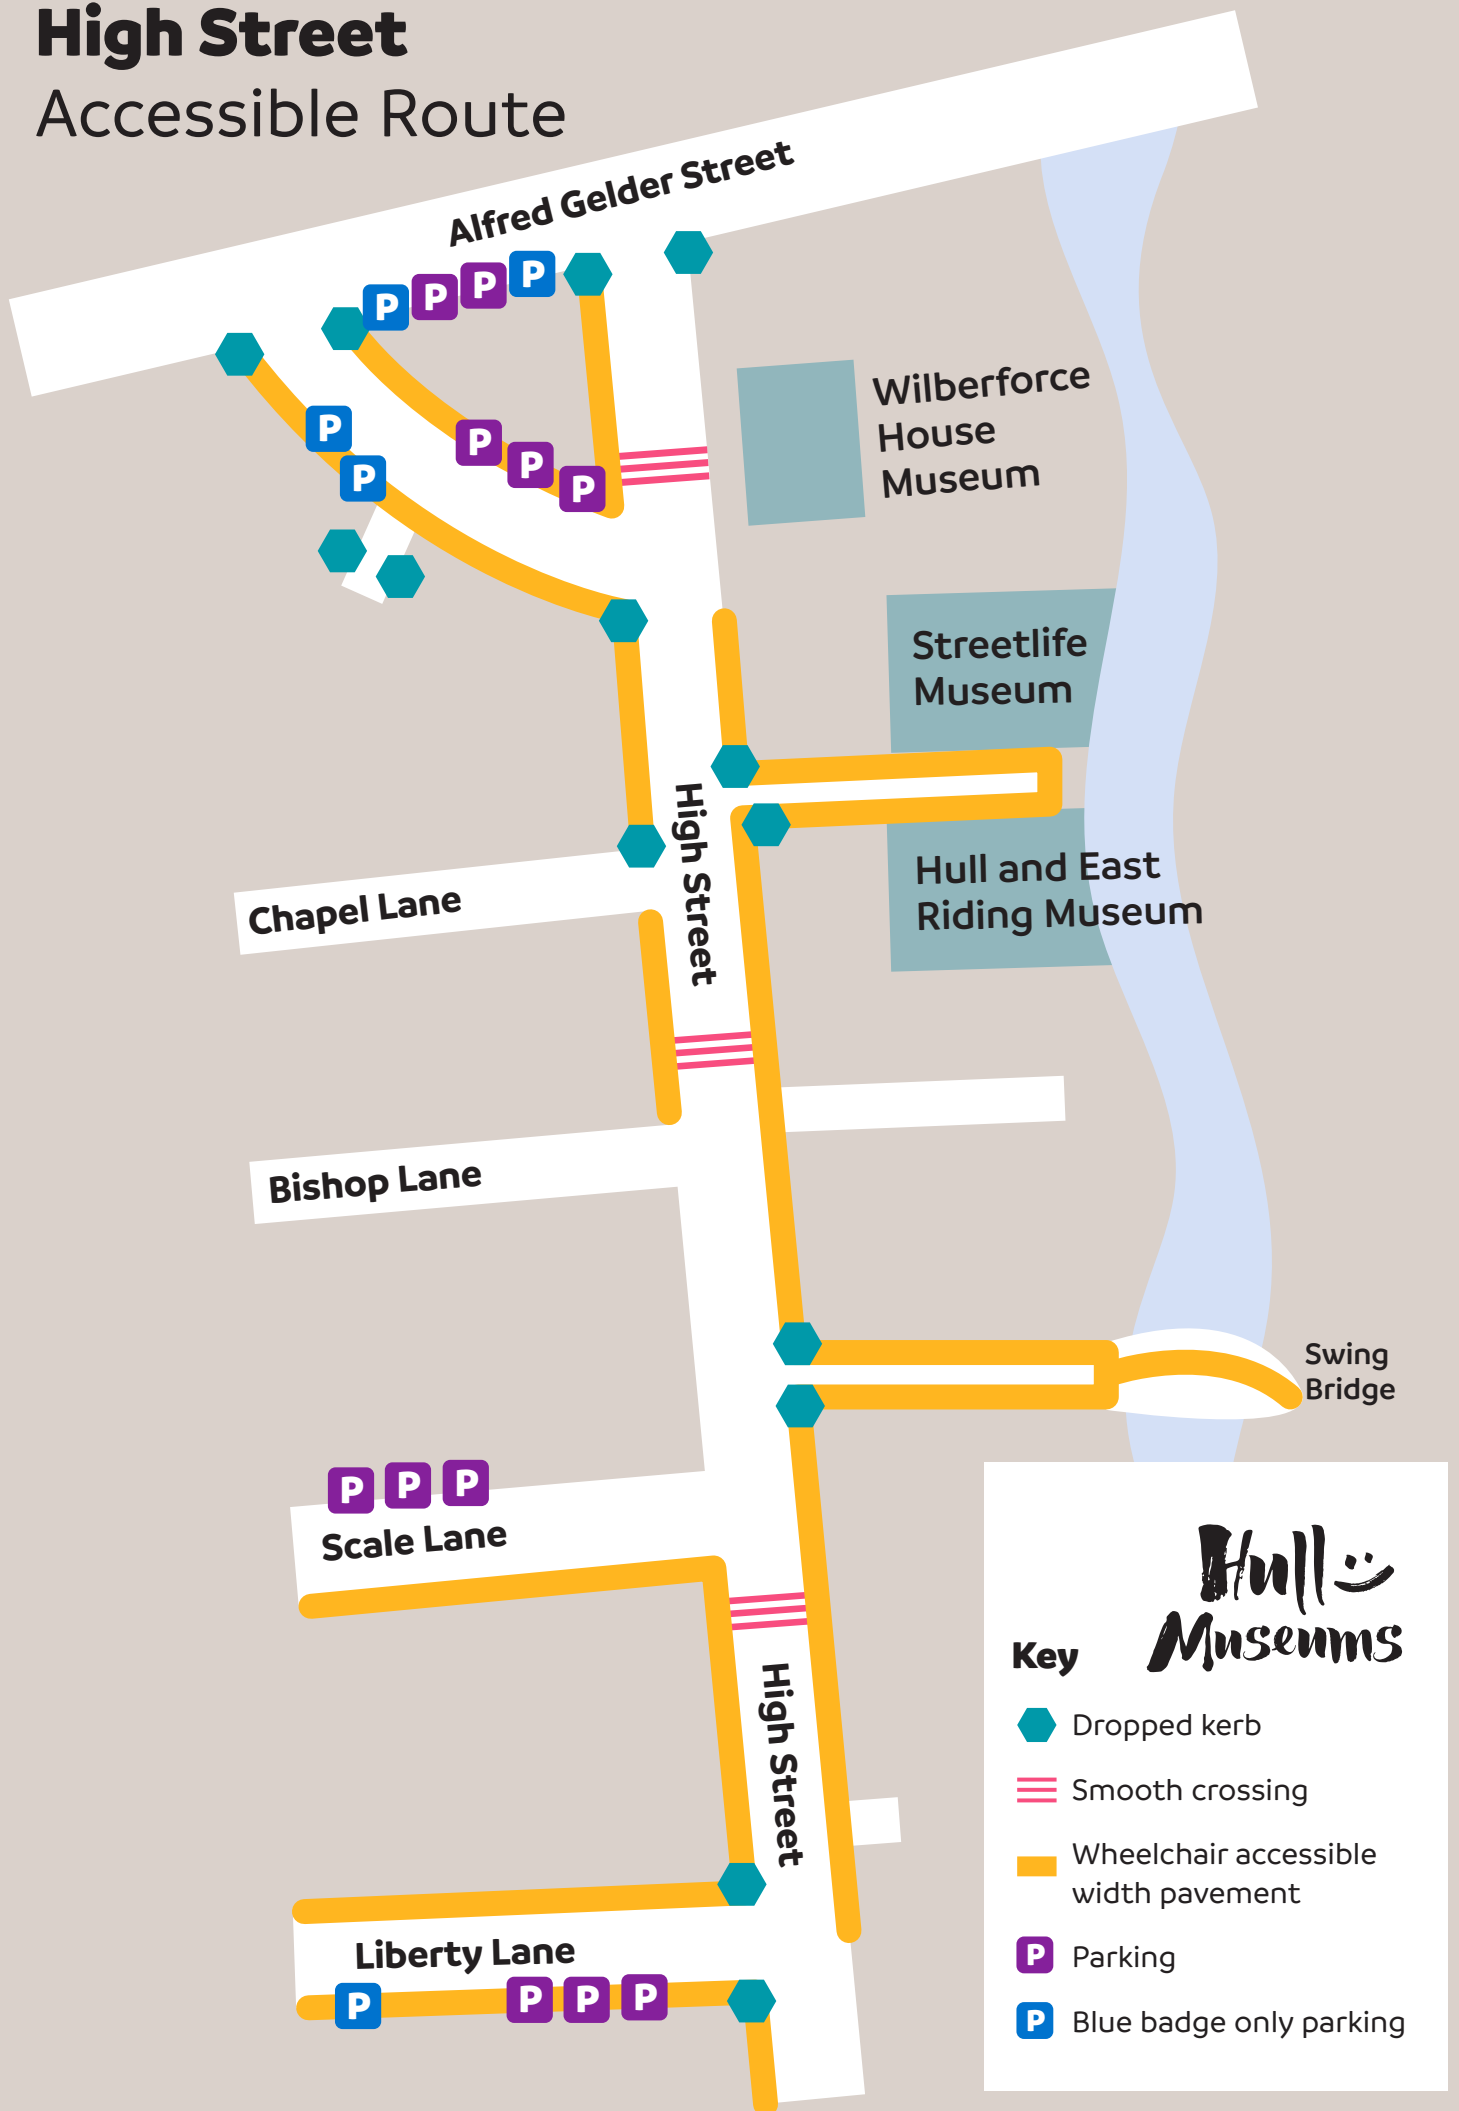 High Street
Accessible Route
Alfred Gelder Street
P
P
P
P
P
P
P
P
P
Wilberforce
House
Museum
Streetlife
Museum
High Street
Chapel Lane
Hull and East
Riding Museum
Bishop Lane
Swing
Bridge
P
P
P
Scale Lane
High Street
Liberty Lane
P
P
P
P
Hull
Museums
Key
Dropped kerb
Smooth crossing
Wheelchair accessible
width pavement
P Parking
P Blue badge only parking